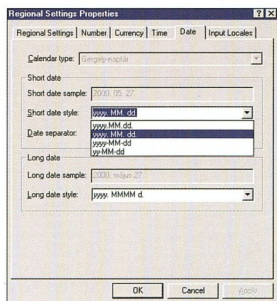 Regional Settings Properties
Regional Settings Number Currency Time Date Input Locales
Calendar type: Gergely-naptár
Short date
Short date sample: 2000. 05. 27.
Short date style: yyyy. MM. dd.
yyyy.MM.dd.
yyyy. MM. dd.
yyyy-MM-dd
yy-MM-dd
Date separator:
Long date
Long date sample: 2000. május 27.
Long date style: yyyy. MMMM d.
OK Cancel Apply